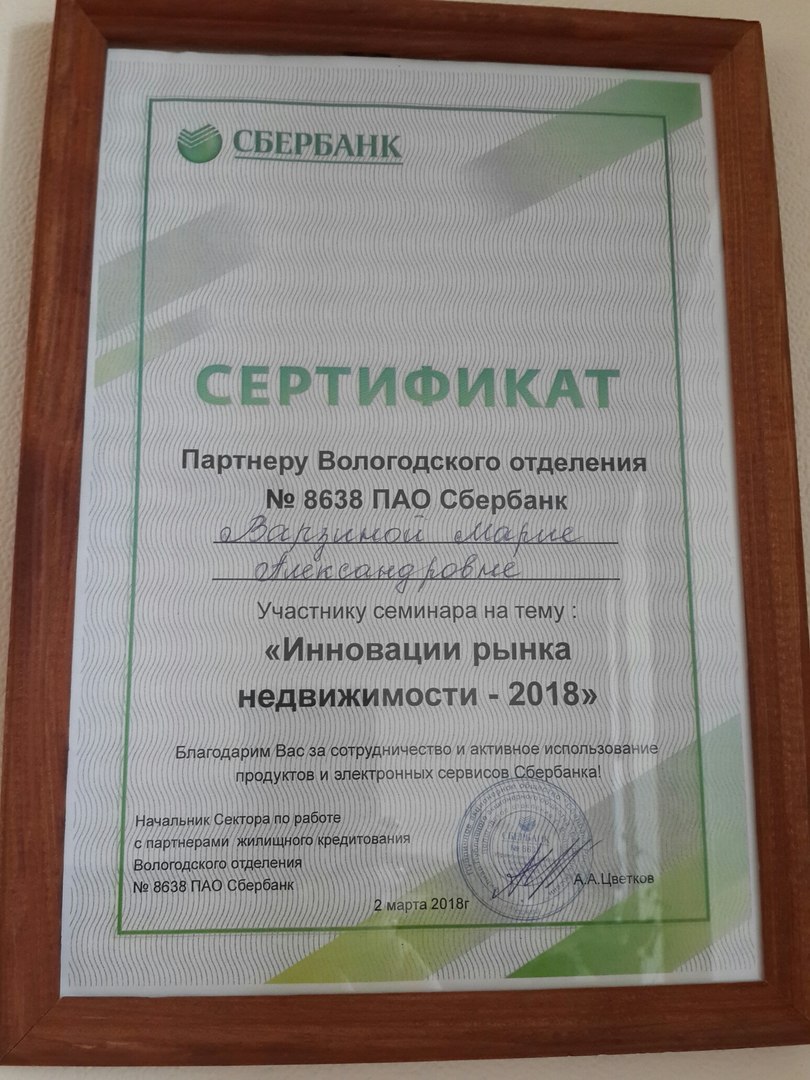 СБЕРБАНК
СЕРТИФИКАТ
Партнеру Вологодского отделения
№ 8638 ПАО Сбербанк
Варзиной Марие
Александровне
Участнику семинара на тему :
«Инновации рынка
недвижимости - 2018»
Благодарим Вас за сотрудничество и активное использование
продуктов и электронных сервисов Сбербанка!
Начальник Сектора по работе
с партнерами жилищного кредитования
Вологодского отделения
№ 8638 ПАО Сбербанк
А.А.Цветков
2 марта 2018г
СБЕРБАНК